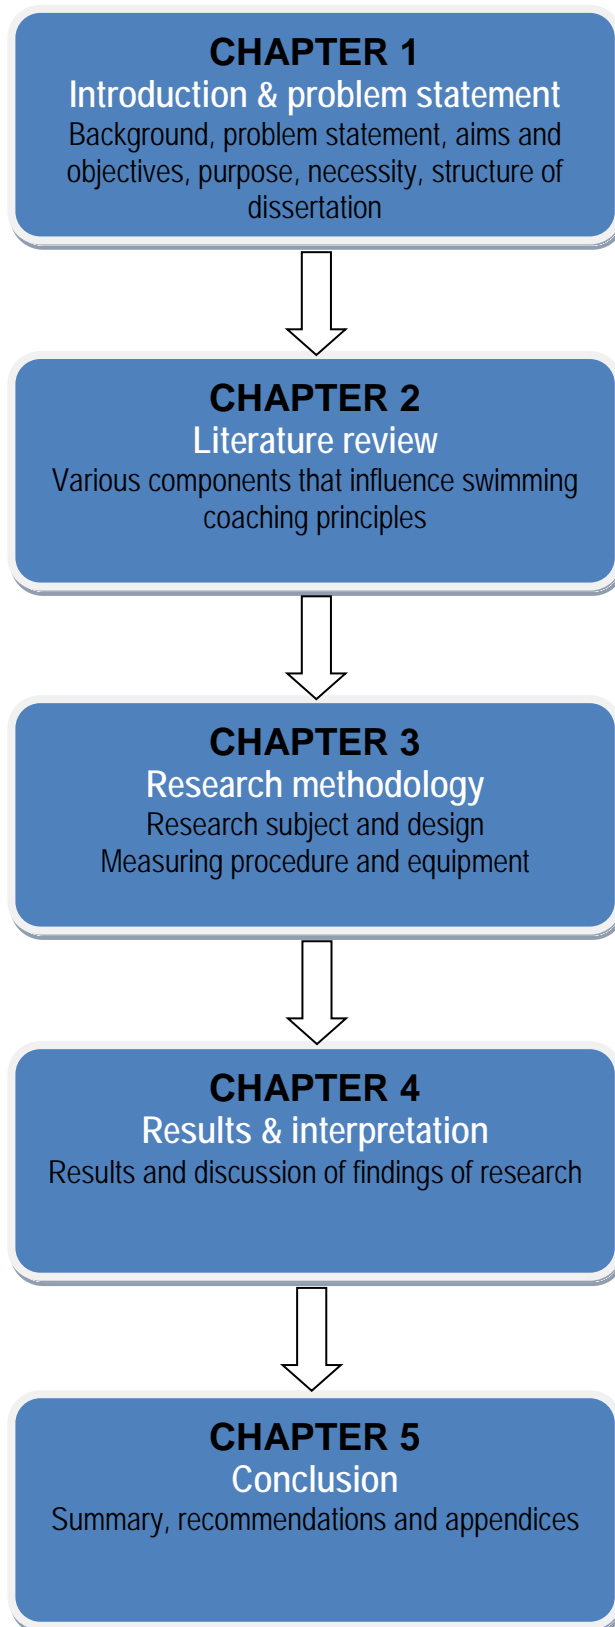 CHAPTER 1
Introduction & problem statement
Background, problem statement, aims and
objectives, purpose, necessity, structure of
dissertation
CHAPTER 2
Literature review
Various components that influence swimming
coaching principles
CHAPTER 3
Research methodology
Research subject and design
Measuring procedure and equipment
CHAPTER 4
Results & interpretation
Results and discussion of findings of research
CHAPTER 5
Conclusion
Summary, recommendations and appendices